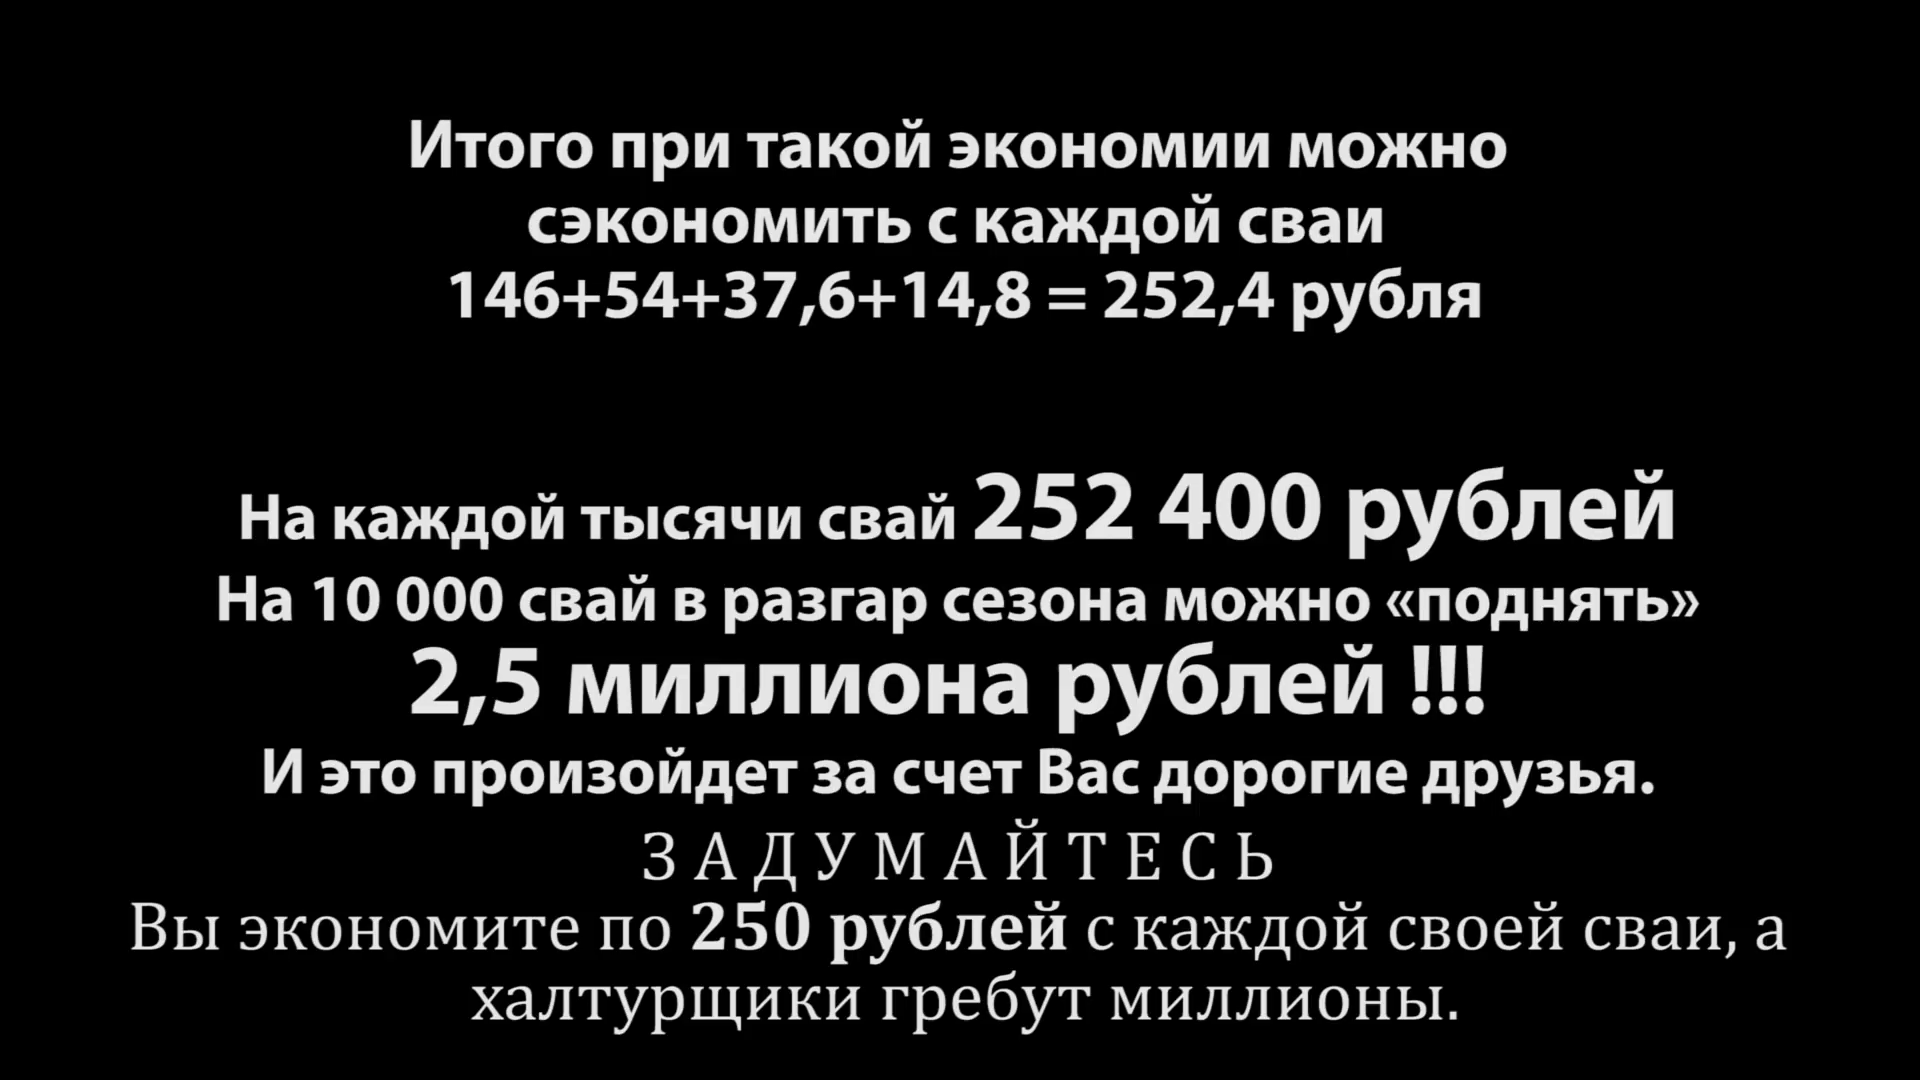 Итого при такой экономии можно
сэкономить с каждой сваи
146+54+37,6+14,8 = 252,4 рубля
На каждой тысячи свай 252 400 рублей
На 10 000 свай в разгар сезона можно «поднять»
2,5 миллиона рублей !!!
И это произойдет за счет Вас дорогие друзья.
З А Д У М А Й Т Е С Ь
Вы экономите по 250 рублей с каждой своей сваи, а
халтурщики гребут миллионы.